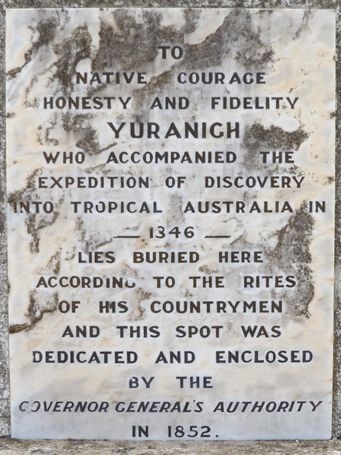 TO
NATIVE COURAGE
HONESTY AND FIDELITY
YURANIGH
WHO ACCOMPANIED THE
EXPEDITION OF DISCOVERY
INTO TROPICAL AUSTRALIA IN
— 1846 —
LIES BURIED HERE
ACCORDING TO THE RITES
OF HIS COUNTRYMEN
AND THIS SPOT WAS
DEDICATED AND ENCLOSED
BY THE
GOVERNOR GENERAL'S AUTHORITY
IN 1852.